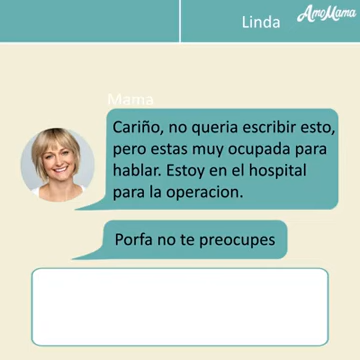 Linda
AmoMama
Mama
Cariño, no queria escribir esto,
pero estas muy ocupada para
hablar. Estoy en el hospital
para la operacion.
Porfa no te preocupes